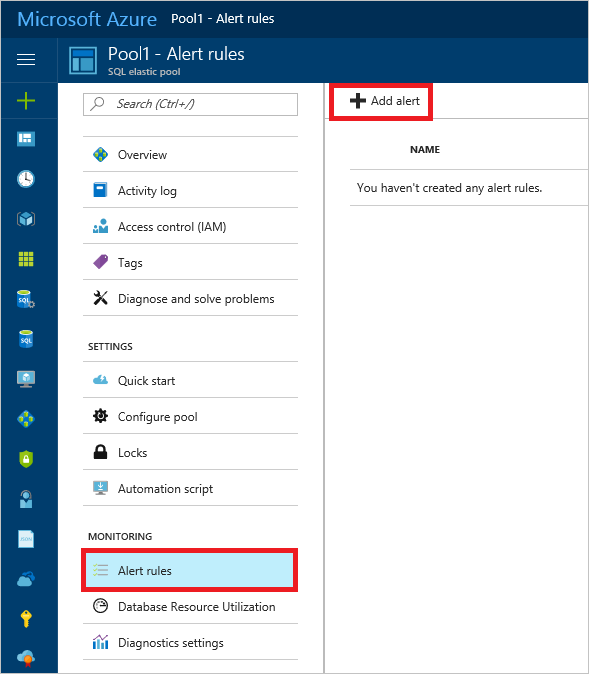 Microsoft Azure Pool1 - Alert rules
Pool1 - Alert rules
SQL elastic pool
Search (Ctrl+/)
Overview
Activity log
Access control (IAM)
Tags
Diagnose and solve problems
SETTINGS
Quick start
Configure pool
Locks
Automation script
MONITORING
Alert rules
Database Resource Utilization
Diagnostics settings
Add alert
NAME
You haven't created any alert rules.
SQL
SQL